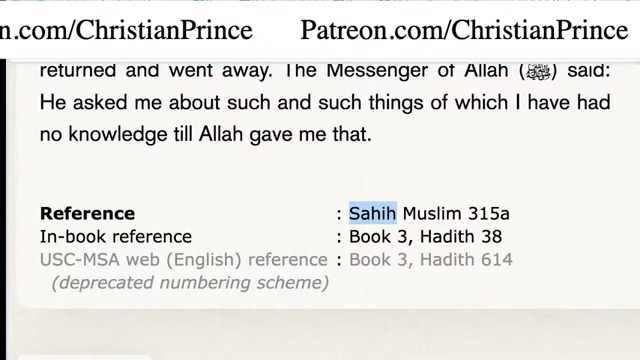 n.com/ChristianPrince Patreon.com/ChristianPrince
returned and went away. The Messenger of Allah (ﷺ) said:
He asked me about such and such things of which I have had
no knowledge till Allah gave me that.
Reference : Sahih Muslim 315a
In-book reference : Book 3, Hadith 38
USC-MSA web (English) reference : Book 3, Hadith 614
(deprecated numbering scheme)